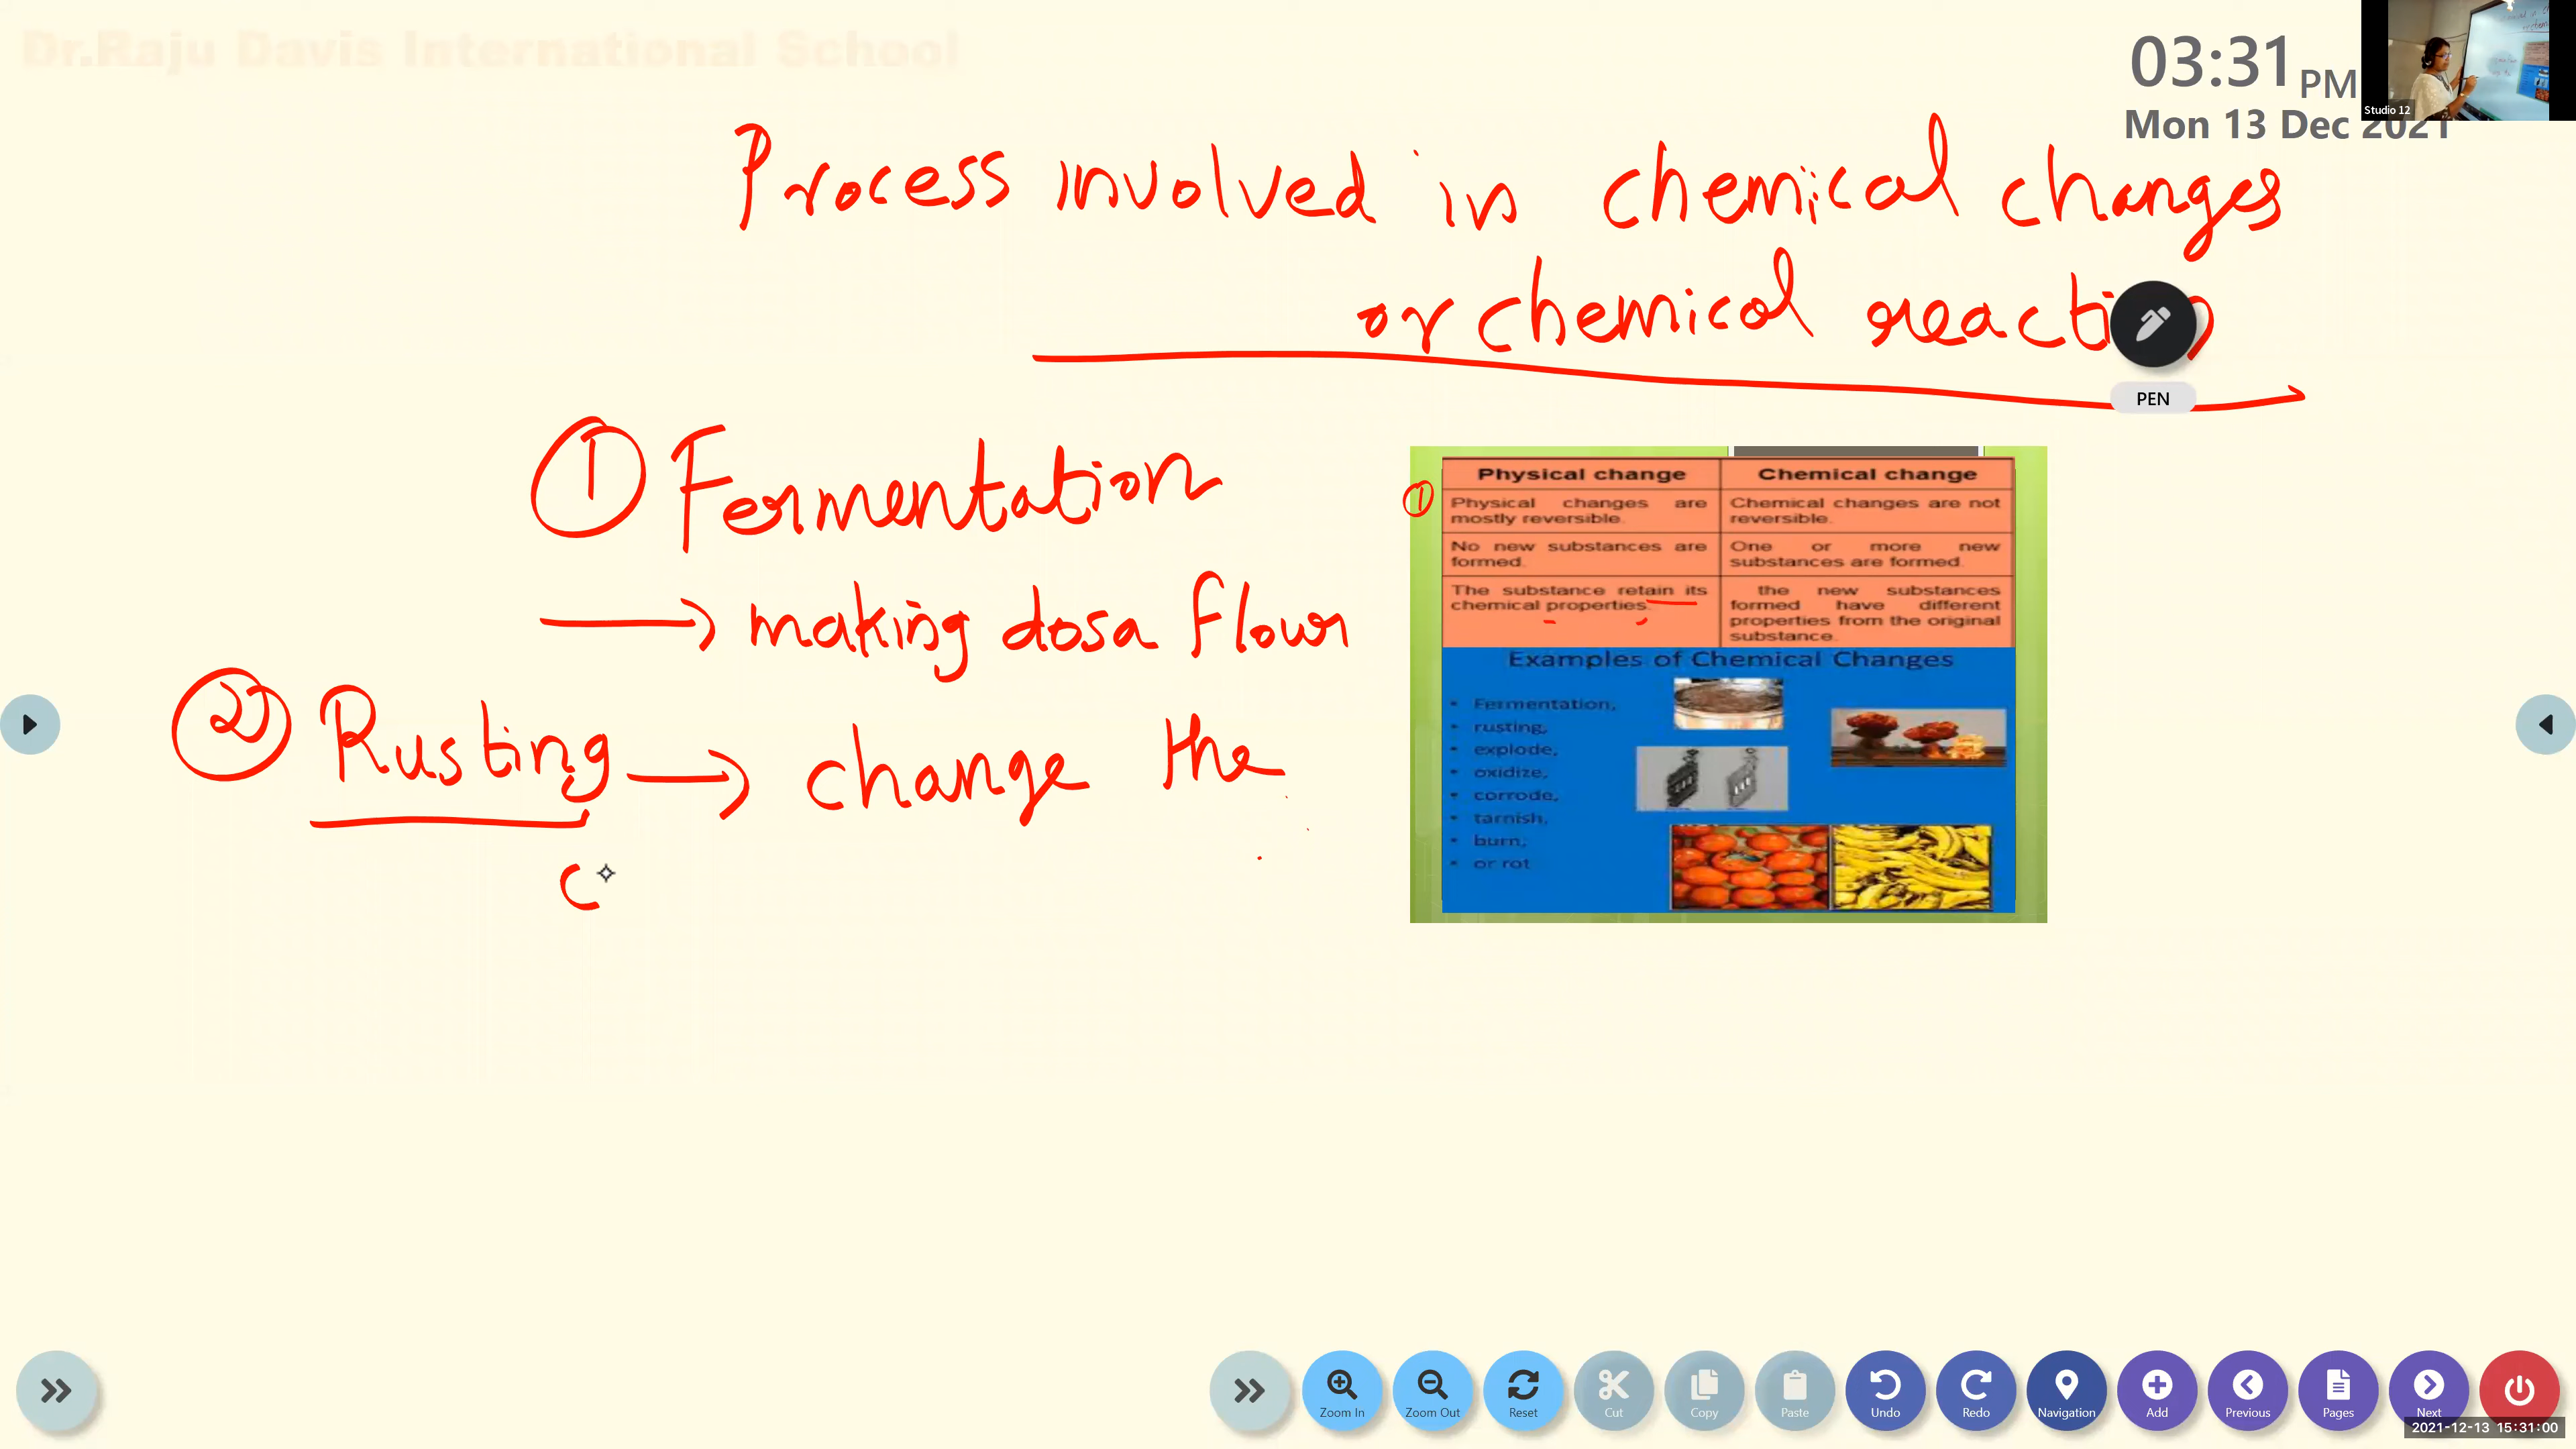 Dr.Raju Davis International School
03:31 PM
Studio 12
Mon 13 Dec 2021
Process involved in chemical changes
or chemical reaction
PEN
① Fermentation
→ making dosa flour
② Rusting → change the
c
①
Physical change Chemical change
Physical changes are mostly reversible. Chemical changes are not reversible.
No new substances are formed. One or more new substances are formed.
The substance retain its chemical properties. the new substances formed have different properties from the original substance.
Examples of Chemical Changes
• Fermentation,
• rusting,
• explode,
• oxidize,
• corrode,
• tarnish,
• burn,
• or rot
Zoom In Zoom Out Reset Cut Copy Paste Undo Redo Navigation Add Previous Pages Next
2021-12-13 15:31:00